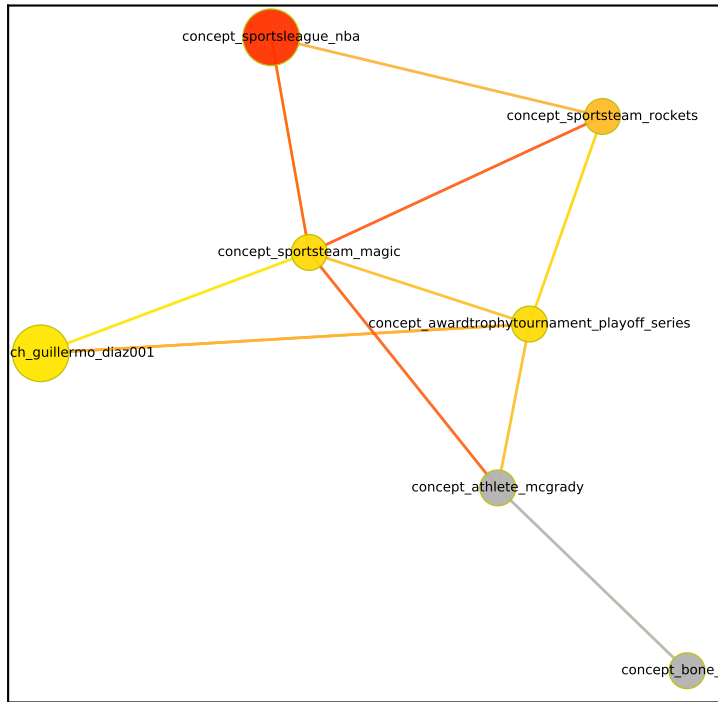 concept_sportsleague_nba
concept_sportsteam_rockets
concept_sportsteam_magic
concept_awardtrophytournament_playoff_series
ch_guillermo_diaz001
concept_athlete_mcgrady
concept_bone_